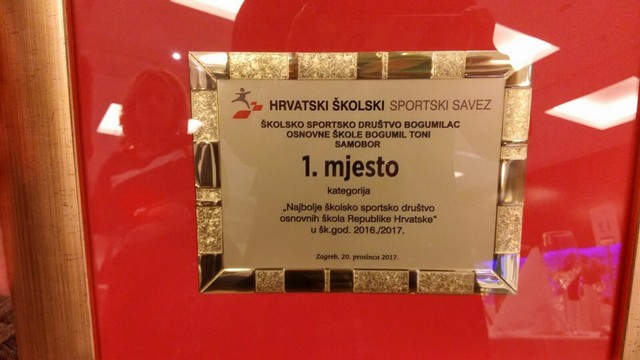 HRVATSKI ŠKOLSKI SPORTSKI SAVEZ
ŠKOLSKO SPORTSKO DRUŠTVO BOGUMILAC
OSNOVNE ŠKOLE BOGUMIL TONI
SAMOBOR
1. mjesto
kategorija
„Najbolje školsko sportsko društvo
osnovnih škola Republike Hrvatske"
u šk.god. 2016./2017.
Zagreb, 20. prosinca 2017.